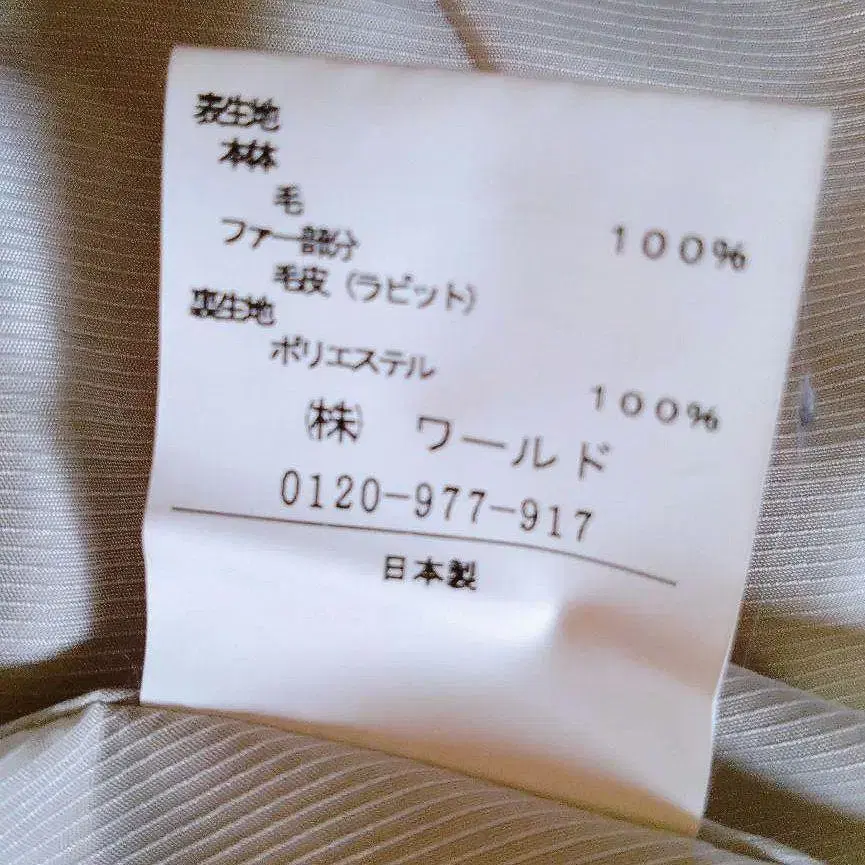 表生地
本体
毛 100%
ファー部分
毛皮（ラビット）
裏生地
ポリエステル 100%
㈱ ワールド
0120-977-917
日本製